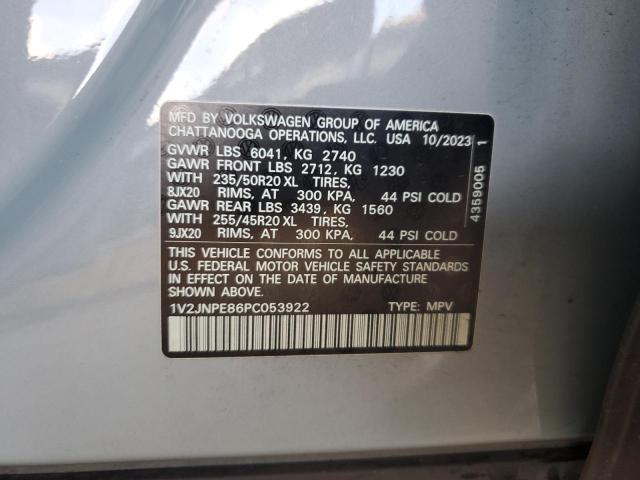 MFD BY VOLKSWAGEN GROUP OF AMERICA
CHATTANOOGA OPERATIONS, LLC. USA 10/2023
GVWR LBS 6041, KG 2740
GAWR FRONT LBS 2712, KG 1230
WITH 235/50R20 XL TIRES,
8JX20 RIMS, AT 300 KPA, 44 PSI COLD
GAWR REAR LBS 3439, KG 1560
WITH 255/45R20 XL TIRES,
9JX20 RIMS, AT 300 KPA, 44 PSI COLD
THIS VEHICLE CONFORMS TO ALL APPLICABLE
U.S. FEDERAL MOTOR VEHICLE SAFETY STANDARDS
IN EFFECT ON THE DATE OF MANUFACTURE
SHOWN ABOVE.
1V2JNPE86PC053922 TYPE: MPV
4359005 1